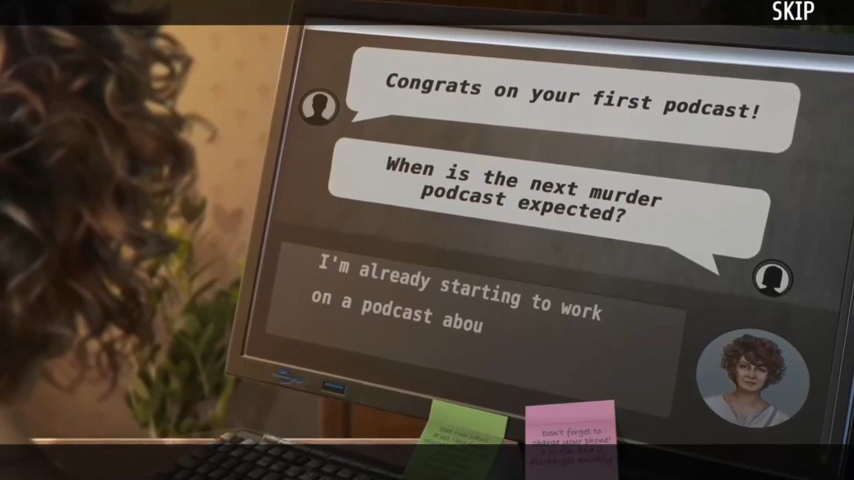 SKIP
Congrats on your first podcast!
When is the next murder
podcast expected?
I'm already starting to work
on a podcast abou
Don't forget to
charge your phone!